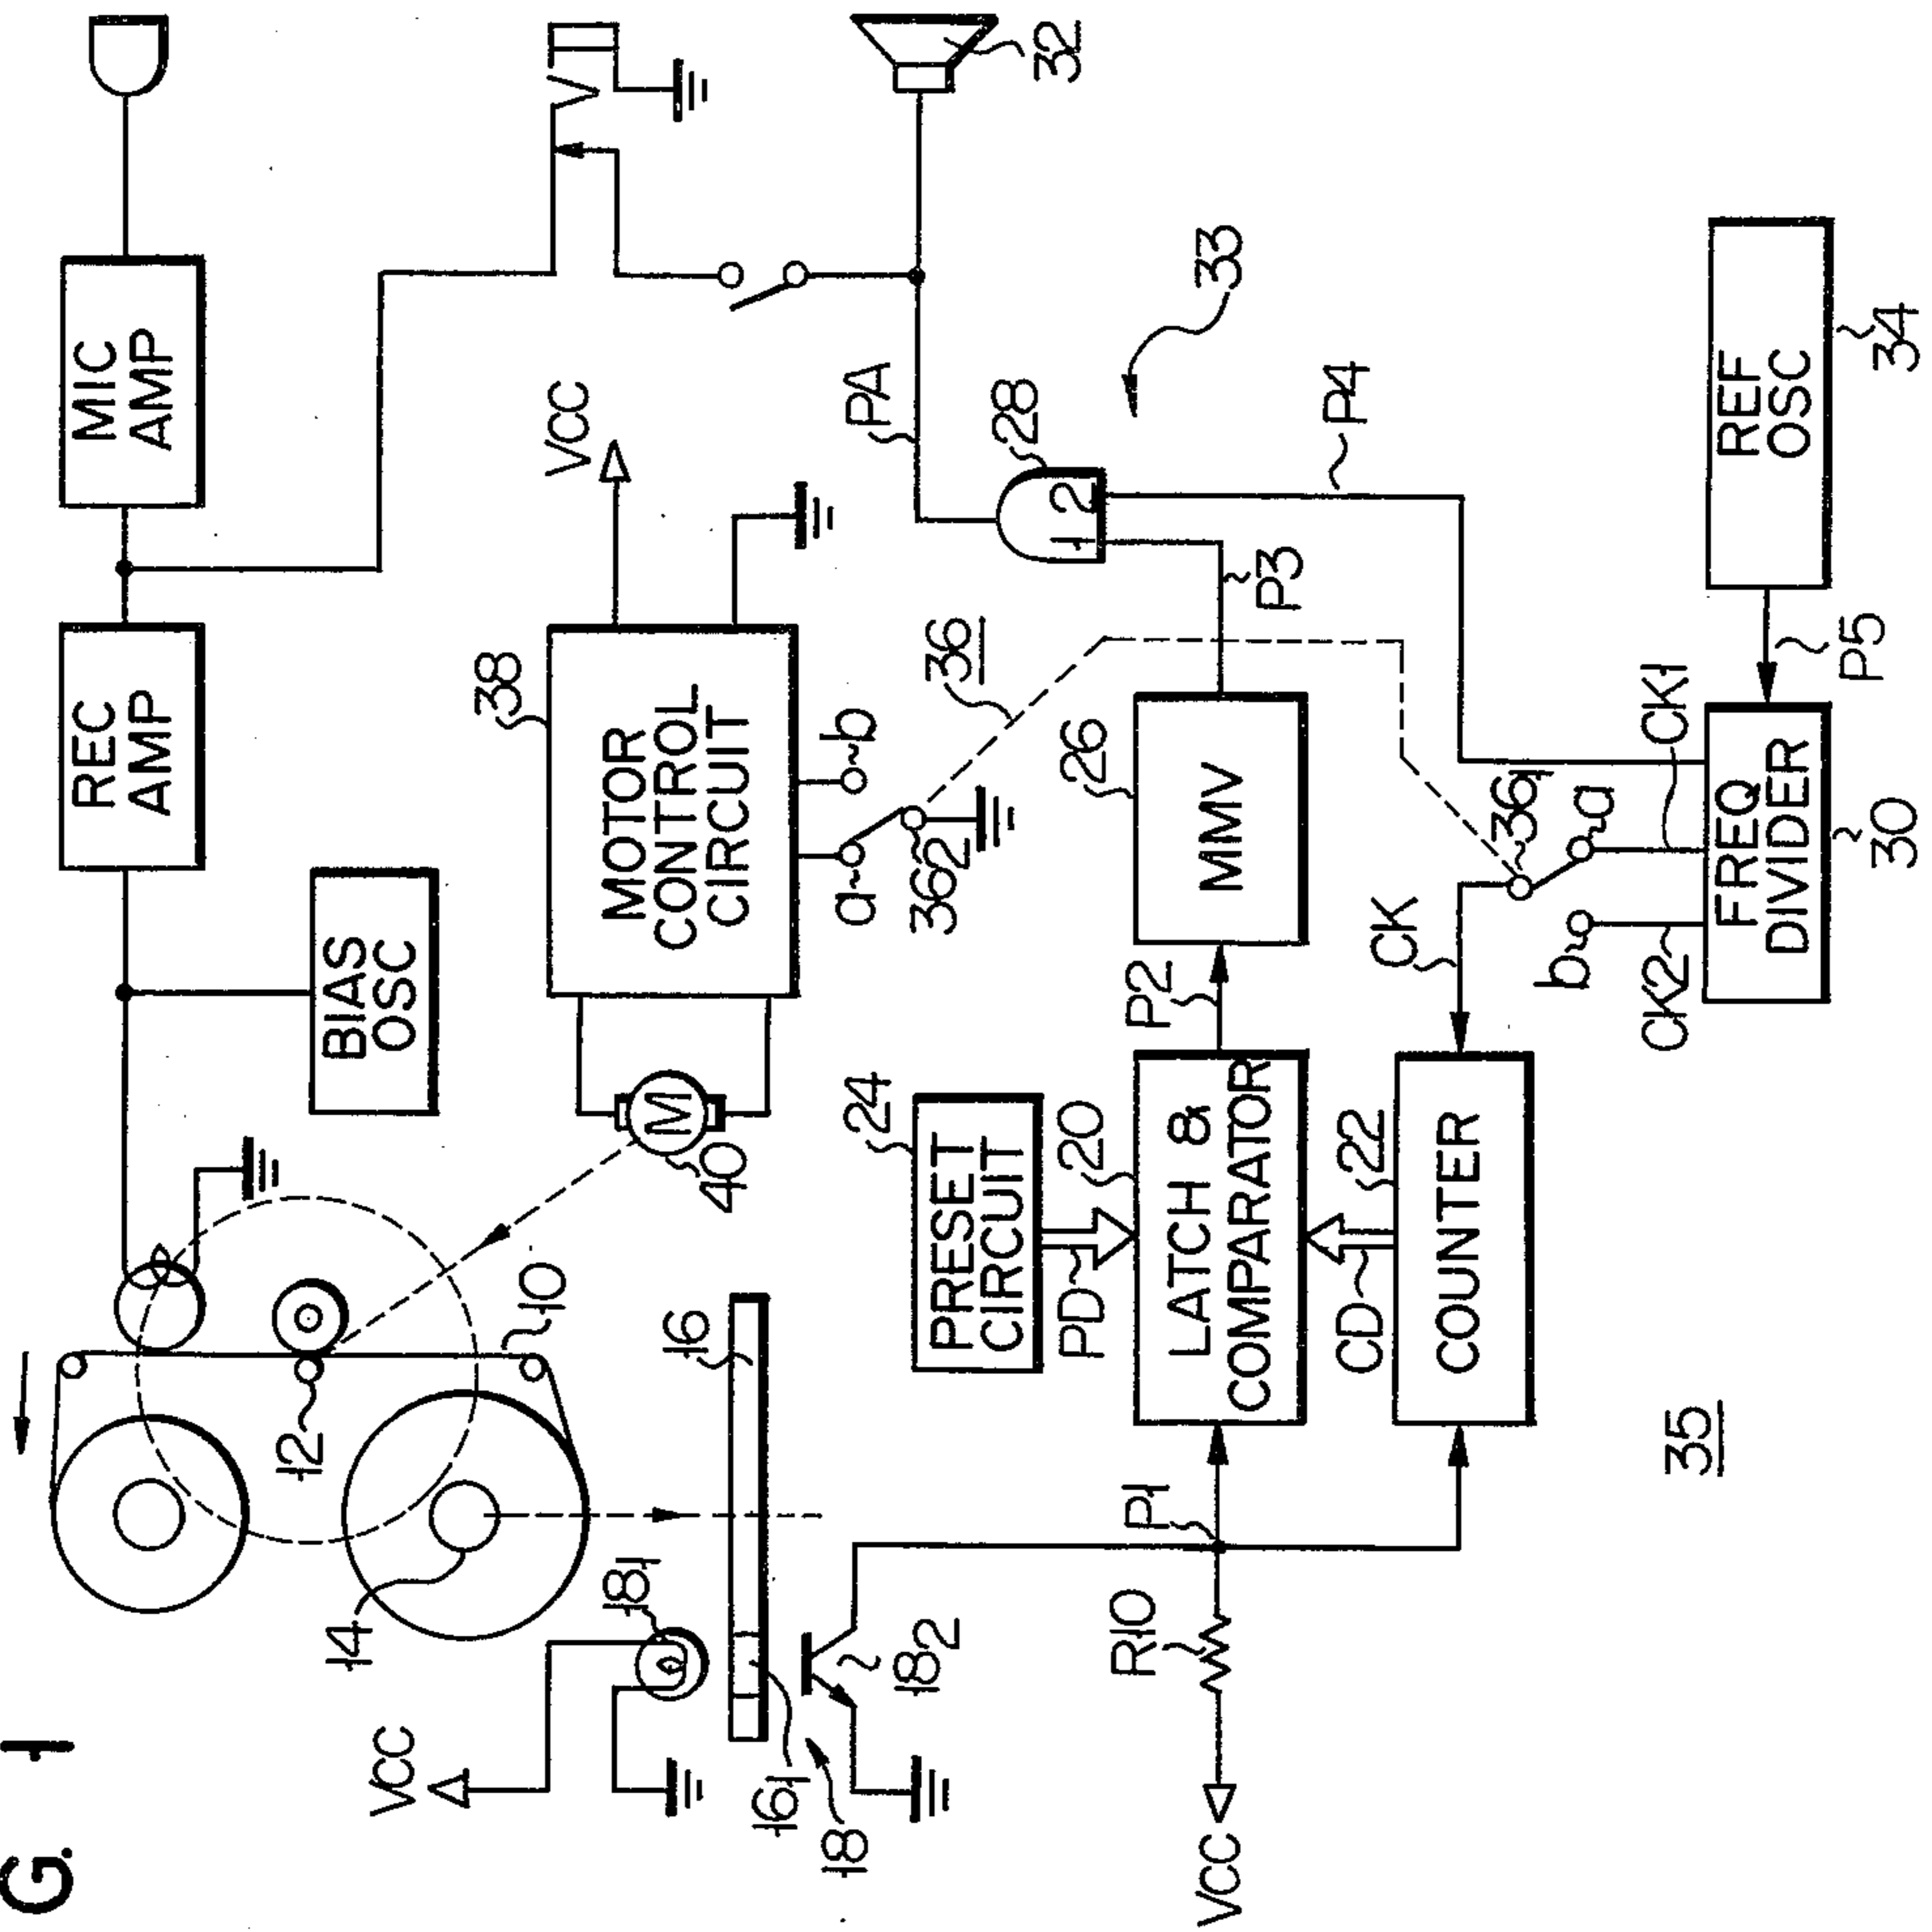 G. 1
MIC
AMP
REC
AMP
BIAS
OSC
VTI
32
VCC
38
MOTOR
CONTROL
CIRCUIT
a
b
36₂
36
M
40
10
12
14
16
16₁
18₁
18₂
18
VCC
PA
28
1 2
33
P4
P3
26
MMV
P2
24
PRESET
CIRCUIT
PD
20
LATCH &
COMPARATOR
CD
22
COUNTER
P1
R10
VCC
CK
36₁
a
b
CK1
CK2
FREQ
DIVIDER
30
P5
REF
OSC
34
35